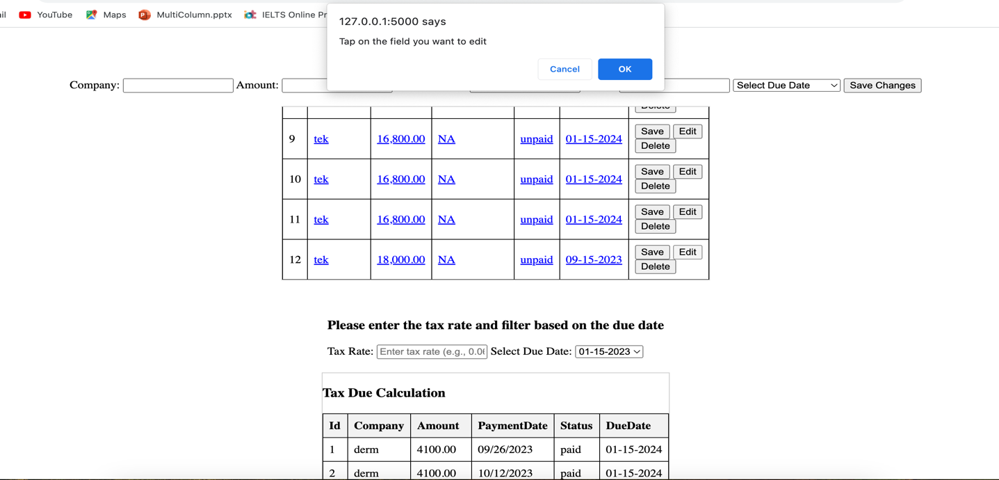 il YouTube Maps MultiColumn.pptx IELTS Online Pr
127.0.0.1:5000 says
Tap on the field you want to edit
Cancel OK
Company: Amount: Select Due Date Save Changes
Delete
9 tek 16,800.00 NA unpaid 01-15-2024 Save Edit
Delete
10 tek 16,800.00 NA unpaid 01-15-2024 Save Edit
Delete
11 tek 16,800.00 NA unpaid 01-15-2024 Save Edit
Delete
12 tek 18,000.00 NA unpaid 09-15-2023 Save Edit
Delete
Please enter the tax rate and filter based on the due date
Tax Rate: Enter tax rate (e.g., 0.06 Select Due Date: 01-15-2023
Tax Due Calculation
Id Company Amount PaymentDate Status DueDate
1 derm 4100.00 09/26/2023 paid 01-15-2024
2 derm 4100.00 10/12/2023 paid 01-15-2024